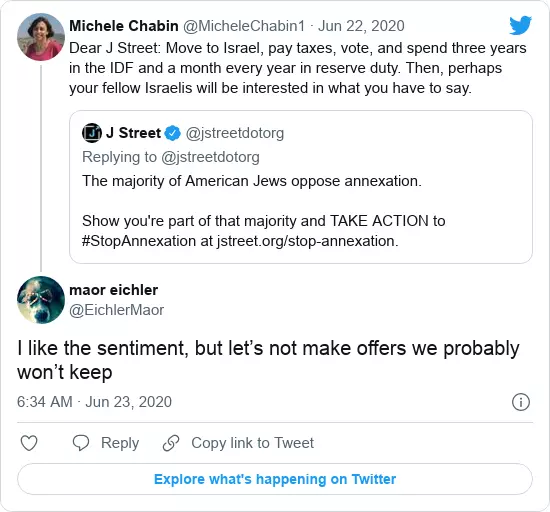 Michele Chabin @MicheleChabin1 · Jun 22, 2020
Dear J Street: Move to Israel, pay taxes, vote, and spend three years
in the IDF and a month every year in reserve duty. Then, perhaps
your fellow Israelis will be interested in what you have to say.
J Street @jstreetdotorg
Replying to @jstreetdotorg
The majority of American Jews oppose annexation.
Show you're part of that majority and TAKE ACTION to
#StopAnnexation at jstreet.org/stop-annexation.
maor eichler
@EichlerMaor
I like the sentiment, but let’s not make offers we probably
won’t keep
6:34 AM · Jun 23, 2020
Reply Copy link to Tweet
Explore what's happening on Twitter